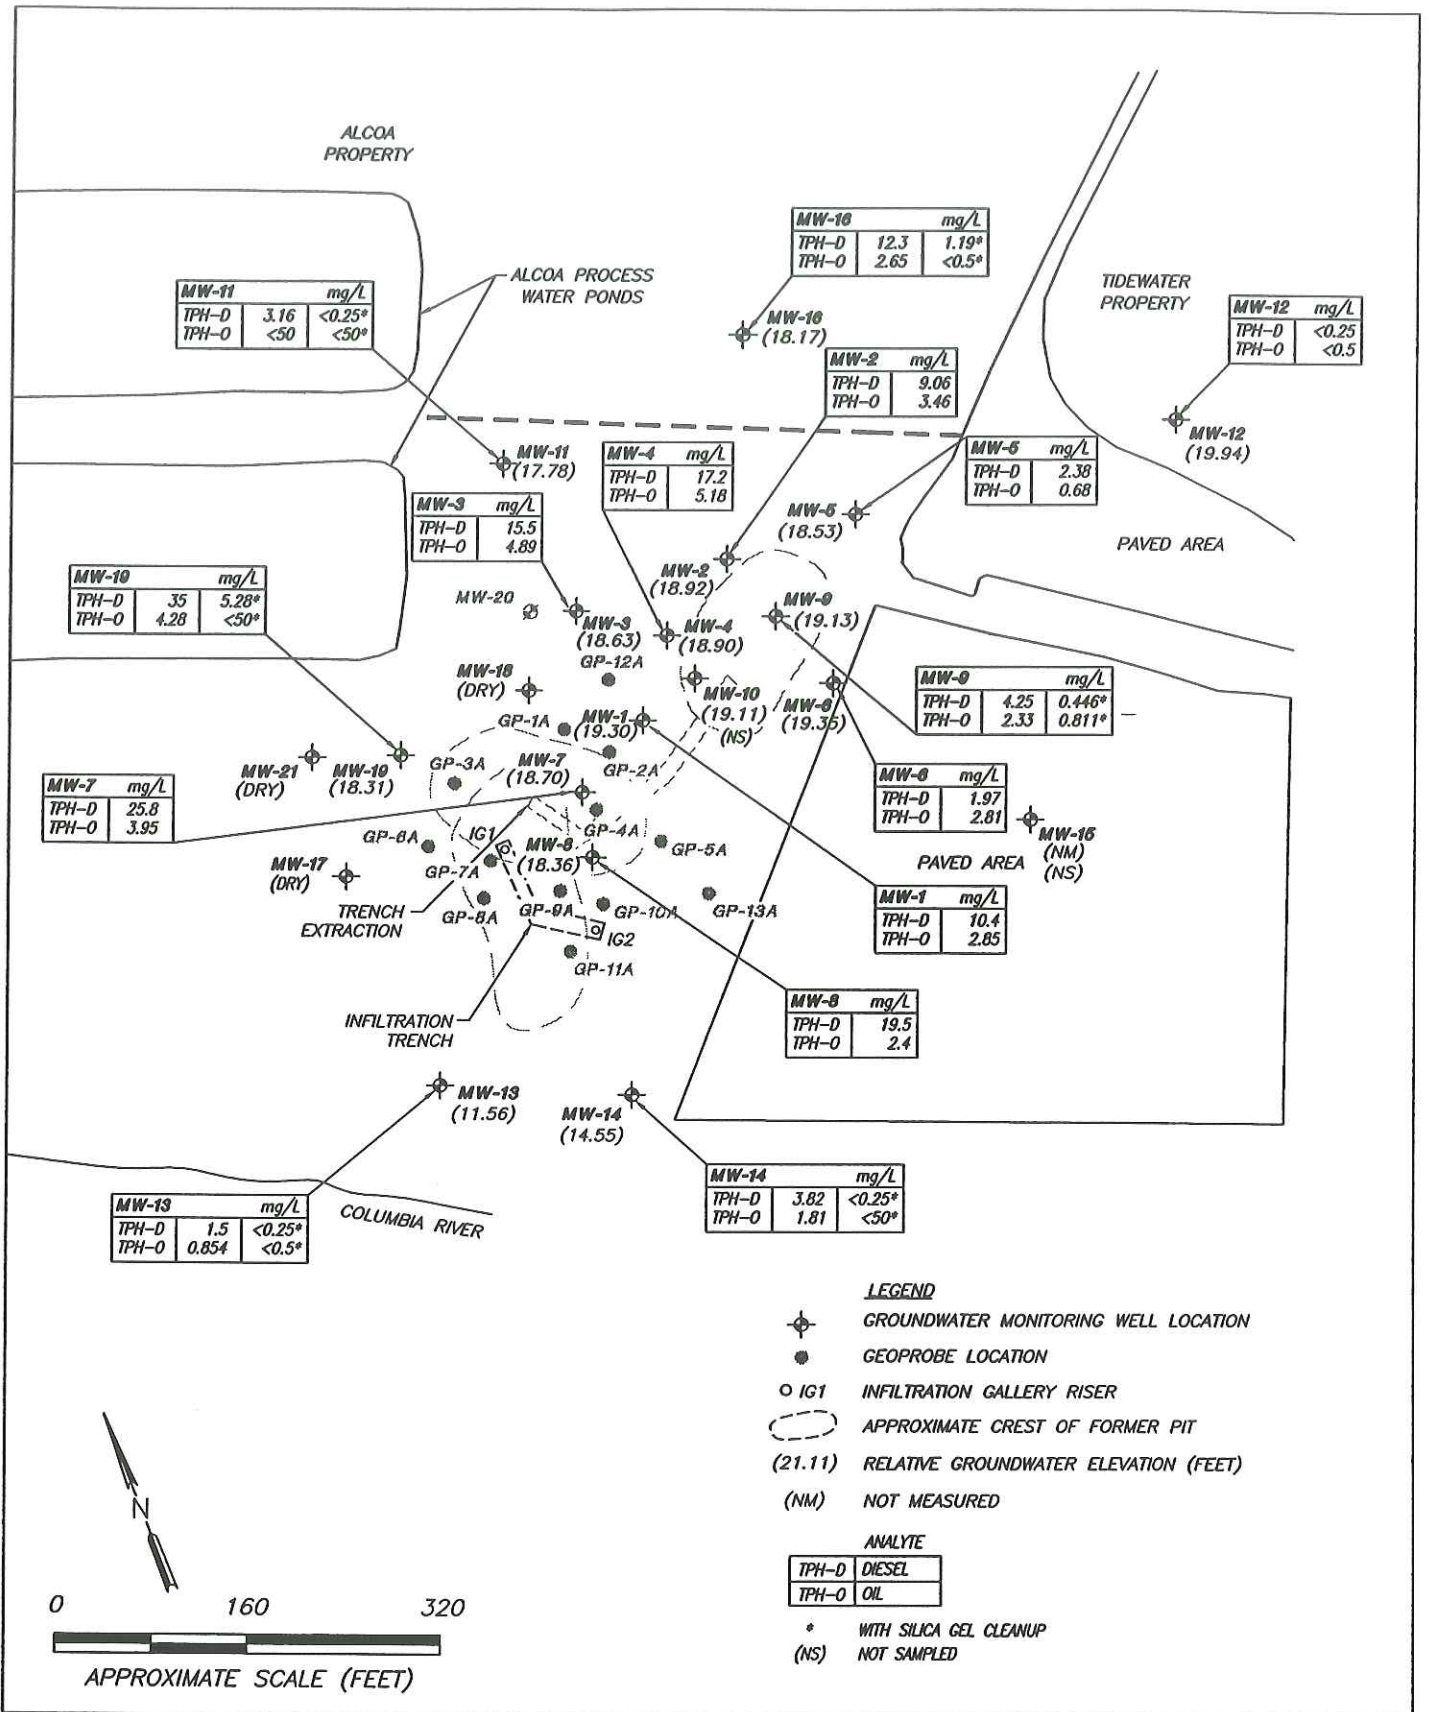 ALCOA
PROPERTY
MW-16 mg/L
TPH-D 12.3 1.19*
TPH-O 2.65 <0.5*
ALCOA PROCESS
WATER PONDS
TIDEWATER
PROPERTY
MW-11 mg/L
TPH-D 3.16 <0.25*
TPH-O <50 <50*
MW-12 mg/L
TPH-D <0.25
TPH-O <0.5
MW-16
(18.17)
MW-2 mg/L
TPH-D 9.06
TPH-O 3.46
MW-12
(19.94)
MW-11
(17.78)
MW-4 mg/L
TPH-D 17.2
TPH-O 5.18
MW-5 mg/L
TPH-D 2.38
TPH-O 0.68
MW-3 mg/L
TPH-D 15.5
TPH-O 4.89
MW-5
(18.53)
PAVED AREA
MW-2
(18.92)
MW-19 mg/L
TPH-D 35 5.28*
TPH-O 4.28 <50*
MW-20
MW-3
(18.63)
MW-4
(18.90)
MW-9
(19.13)
GP-12A
MW-18
(DRY)
MW-10
(19.11)
(NS)
MW-6
(19.35)
MW-9 mg/L
TPH-D 4.25 0.446*
TPH-O 2.33 0.811*
GP-1A
MW-1
(19.30)
MW-21
(DRY)
MW-19
(18.31)
GP-3A
MW-7
(18.70)
GP-2A
MW-7 mg/L
TPH-D 25.8
TPH-O 3.95
MW-6 mg/L
TPH-D 1.97
TPH-O 2.81
MW-15
(NM)
(NS)
GP-6A
IG1
GP-4A
MW-8
(18.36)
GP-5A
PAVED AREA
MW-17
(DRY)
GP-7A
TRENCH
EXTRACTION
GP-8A
GP-9A
GP-10A
GP-13A
MW-1 mg/L
TPH-D 10.4
TPH-O 2.85
IG2
GP-11A
MW-8 mg/L
TPH-D 19.5
TPH-O 2.4
INFILTRATION
TRENCH
MW-13
(11.56)
MW-14
(14.55)
MW-14 mg/L
TPH-D 3.82 <0.25*
TPH-O 1.81 <50*
MW-13 mg/L
TPH-D 1.5 <0.25*
TPH-O 0.854 <0.5*
COLUMBIA RIVER
LEGEND
GROUNDWATER MONITORING WELL LOCATION
GEOPROBE LOCATION
IG1 INFILTRATION GALLERY RISER
APPROXIMATE CREST OF FORMER PIT
(21.11) RELATIVE GROUNDWATER ELEVATION (FEET)
(NM) NOT MEASURED
ANALYTE
TPH-D DIESEL
TPH-O OIL
* WITH SILICA GEL CLEANUP
(NS) NOT SAMPLED
N
0 160 320
APPROXIMATE SCALE (FEET)